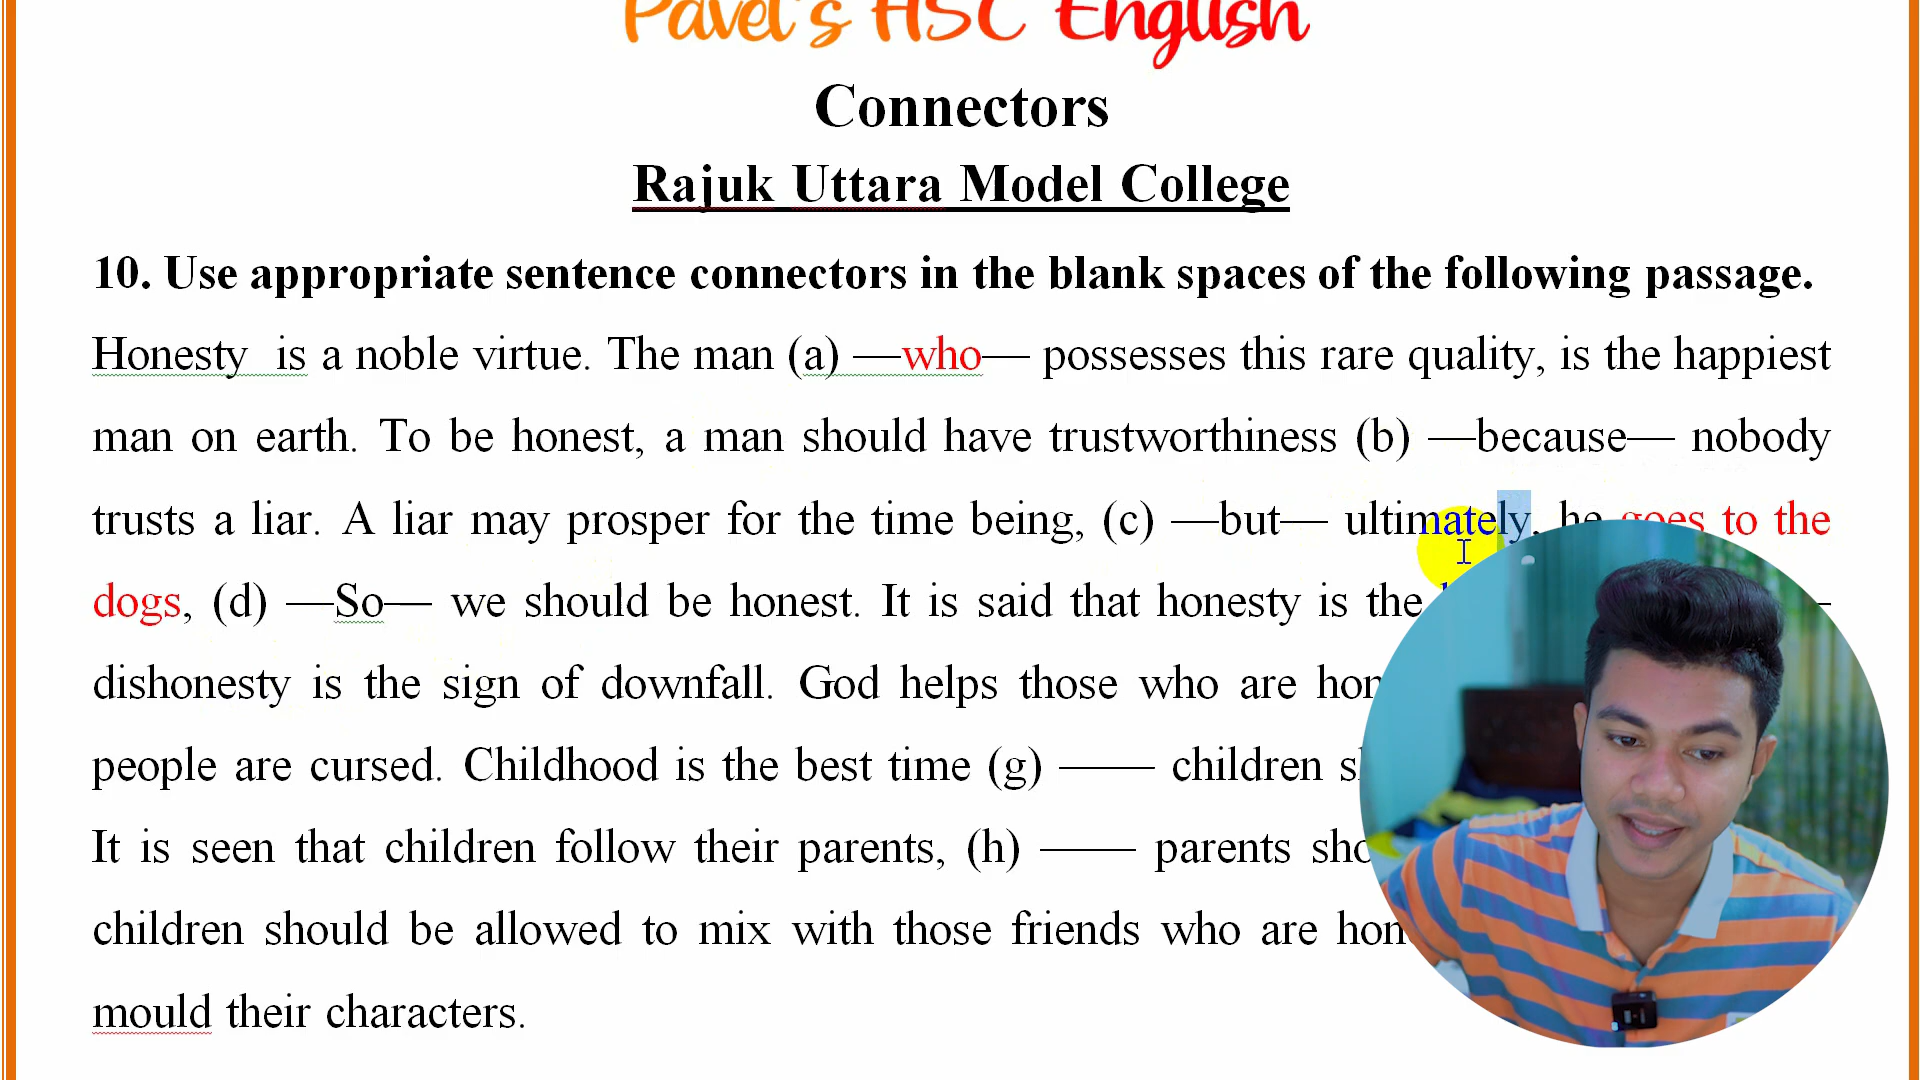 Pavel's HSC English
Connectors
Rajuk Uttara Model College
10. Use appropriate sentence connectors in the blank spaces of the following passage.
Honesty is a noble virtue. The man (a) —who— possesses this rare quality, is the happiest
man on earth. To be honest, a man should have trustworthiness (b) —because— nobody
trusts a liar. A liar may prosper for the time being, (c) —but— ultimately, he goes to the
dogs, (d) —So— we should be honest. It is said that honesty is the
dishonesty is the sign of downfall. God helps those who are
people are cursed. Childhood is the best time (g) —— children
It is seen that children follow their parents, (h) —— parents
children should be allowed to mix with those friends who are
mould their characters.